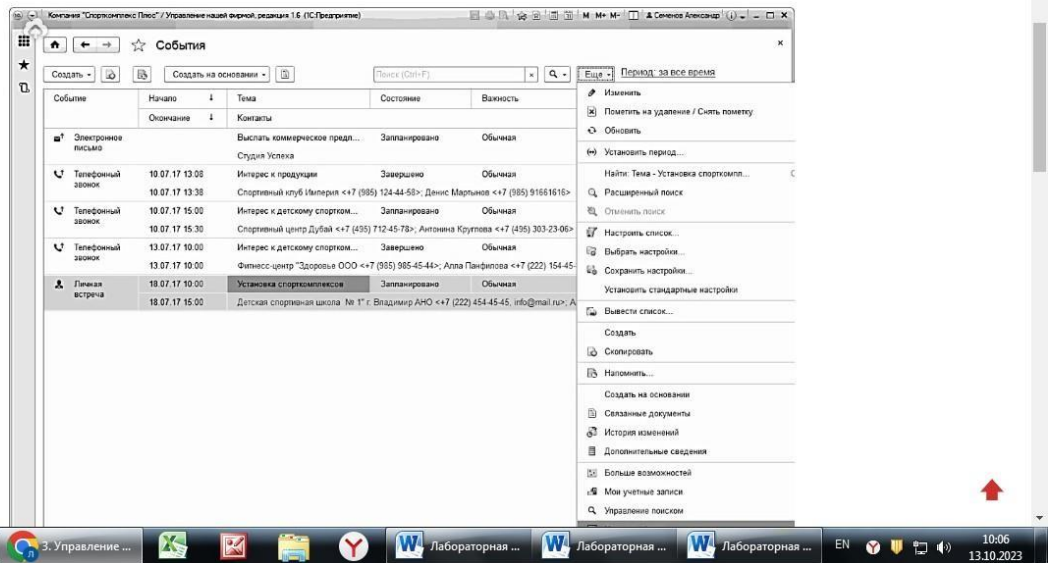 Компания "Спорткомплекс Плюс" / Управление нашей фирмой, редакция 1.6 (1С:Предприятие)
M M+ M- Семенов Александр
События
Создать
Создать на основании
Поиск (Ctrl+F)
Еще
Период: за все время
Событие Начало Тема Состояние Важность
Окончание Контакты
Электронное письмо Выслать коммерческое предл... Запланировано Обычная
Студия Успеха
Телефонный звонок 10.07.17 13:08 Интерес к продукции Завершено Обычная
10.07.17 13:38 Спортивный клуб Империя <+7 (985) 124-44-58>; Денис Мартынов <+7 (985) 91661616>
Телефонный звонок 10.07.17 15:00 Интерес к детскому спортком... Запланировано Обычная
10.07.17 15:30 Спортивный центр Дубай <+7 (495) 712-45-78>; Антонина Круглова <+7 (495) 303-23-06>
Телефонный звонок 13.07.17 10:00 Интерес к детскому спортком... Завершено Обычная
13.07.17 10:00 Фитнесс-центр "Здоровье ООО <+7 (985) 985-45-44>; Алла Панфилова <+7 (222) 154-45-
Личная встреча 18.07.17 10:00 Установка спорткомплексов Запланировано Обычная
18.07.17 15:00 Детская спортивная школа № 1" г. Владимир АНО <+7 (222) 454-45-45, info@mail.ru>; А
Изменить
Пометить на удаление / Снять пометку
Обновить
Установить период...
Найти: Тема - Установка спорткомпл...
Расширенный поиск
Отменить поиск
Настроить список...
Выбрать настройки...
Сохранить настройки...
Установить стандартные настройки
Вывести список...
Создать
Скопировать
Напомнить...
Создать на основании
Связанные документы
История изменений
Дополнительные сведения
Больше возможностей
Мои учетные записи
Управление поиском
3. Управление ...
Лабораторная ...
Лабораторная ...
Лабораторная ...
EN
10:06
13.10.2023